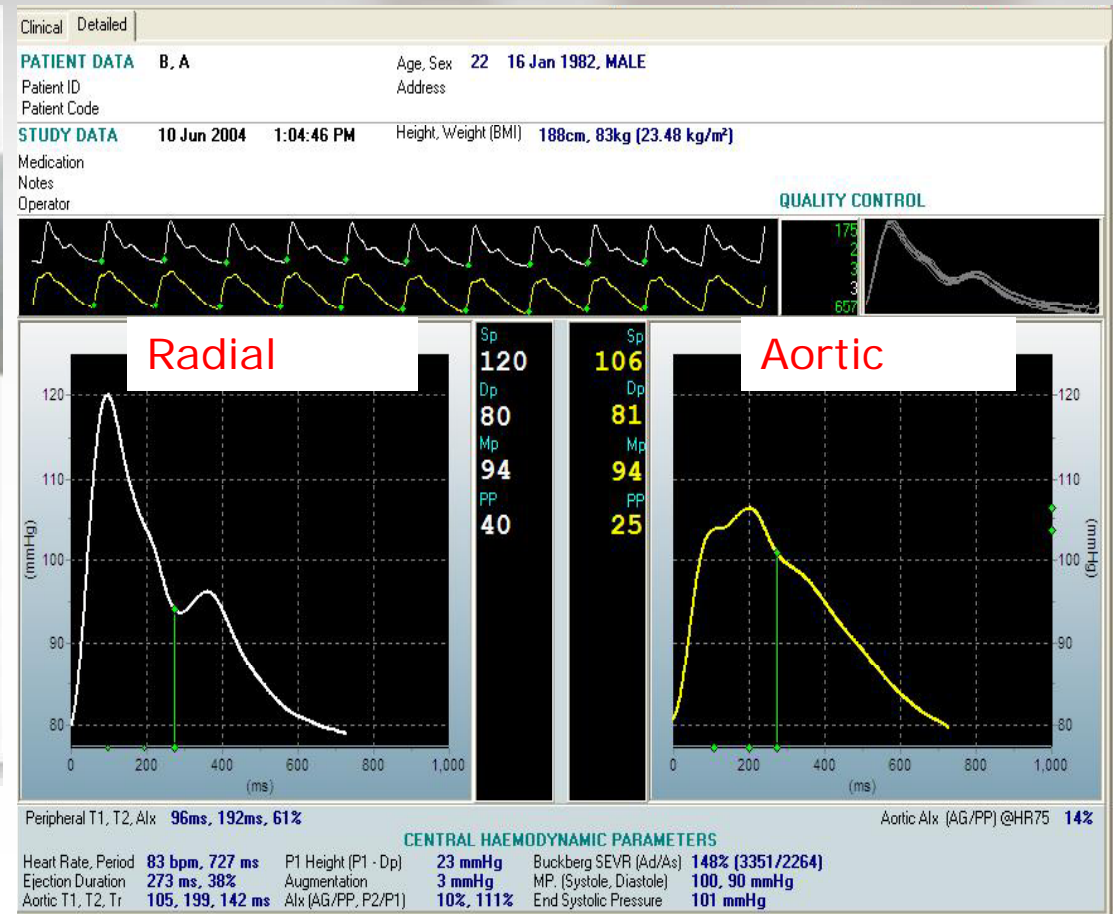 Clinical Detailed
PATIENT DATA B, A Age, Sex 22 16 Jan 1982, MALE
Patient ID Address
Patient Code
STUDY DATA 10 Jun 2004 1:04:46 PM Height, Weight (BMI) 188cm, 83kg (23.48 kg/m²)
Medication
Notes
Operator QUALITY CONTROL
175
2
3
3
657
Radial
120
110
100
90
80
(mmHg)
0 200 400 600 800 1,000
(ms)
Sp
120
Dp
80
Mp
94
PP
40
Sp
106
Dp
81
Mp
94
PP
25
Aortic
120
110
100
90
80
(mmHg)
0 200 400 600 800 1,000
(ms)
Peripheral T1, T2, AIx 96ms, 192ms, 61% Aortic AIx (AG/PP) @HR75 14%
CENTRAL HAEMODYNAMIC PARAMETERS
Heart Rate, Period 83 bpm, 727 ms P1 Height (P1 - Dp) 23 mmHg Buckberg SEVR (Ad/As) 148% (3351/2264)
Ejection Duration 273 ms, 38% Augmentation 3 mmHg MP. (Systole, Diastole) 100, 90 mmHg
Aortic T1, T2, Tr 105, 199, 142 ms AIx (AG/PP, P2/P1) 10%, 111% End Systolic Pressure 101 mmHg